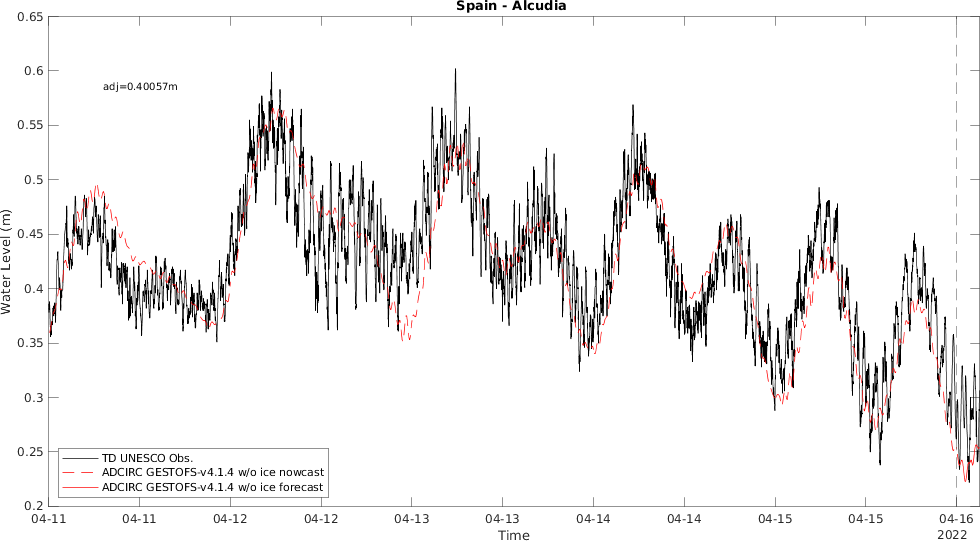 Spain - Alcudia
0.65
0.6
0.55
0.5
0.45
0.4
0.35
0.3
0.25
0.2
Water Level (m)
adj=0.40057m
TD UNESCO Obs.
ADCIRC GESTOFS-v4.1.4 w/o ice nowcast
ADCIRC GESTOFS-v4.1.4 w/o ice forecast
04-11 04-11 04-12 04-12 04-13 04-13 04-14 04-14 04-15 04-15 04-16
Time
2022